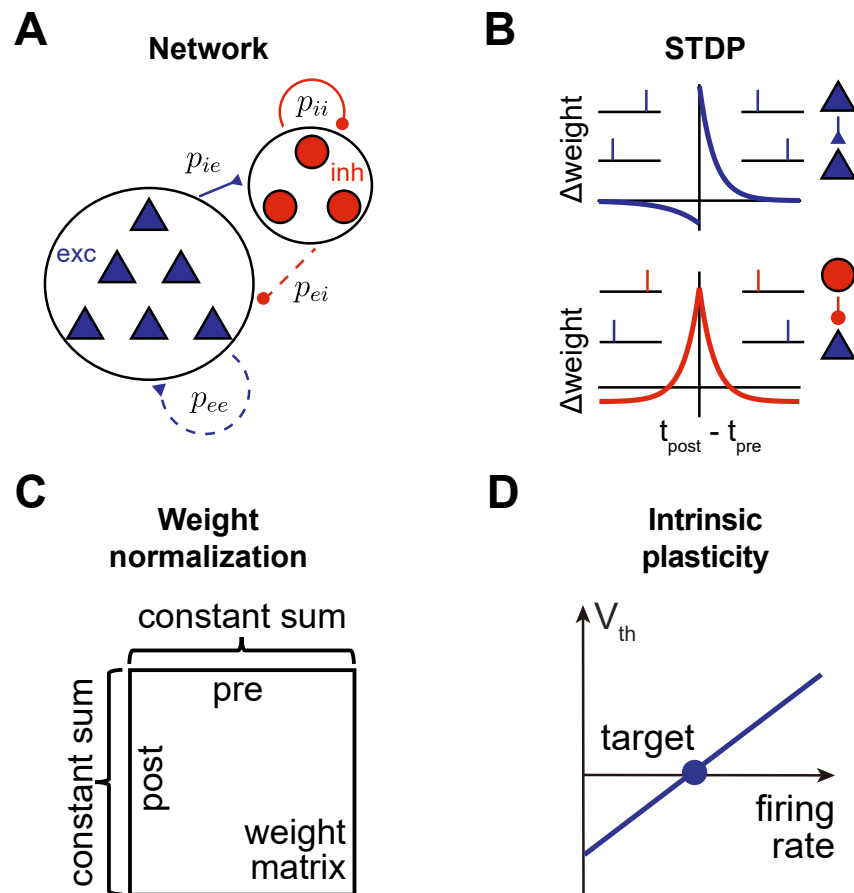 A
Network
p_ii
p_ie
inh
exc
p_ei
p_ee
B
STDP
Δweight
Δweight
t_post - t_pre
C
Weight
normalization
constant sum
pre
constant sum
post
weight
matrix
D
Intrinsic
plasticity
V_th
target
firing
rate